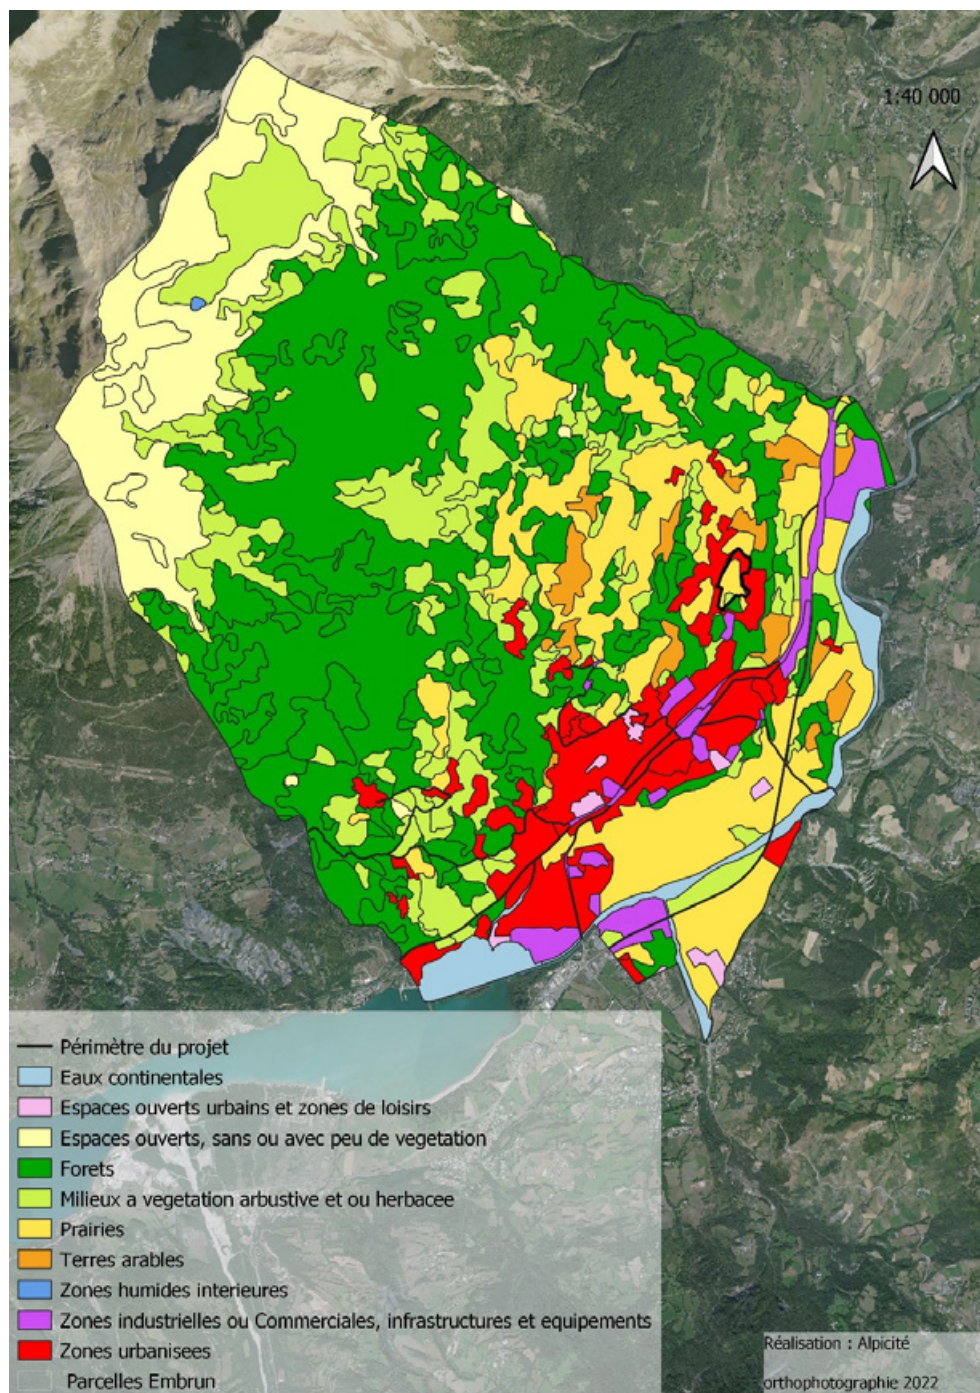 1:40 000
Périmètre du projet
Eaux continentales
Espaces ouverts urbains et zones de loisirs
Espaces ouverts, sans ou avec peu de vegetation
Forets
Milieux a vegetation arbustive et ou herbacee
Prairies
Terres arables
Zones humides interieures
Zones industrielles ou Commerciales, infrastructures et equipements
Zones urbanisees
Parcelles Embrun
Réalisation : Alpicité
orthophotographie 2022